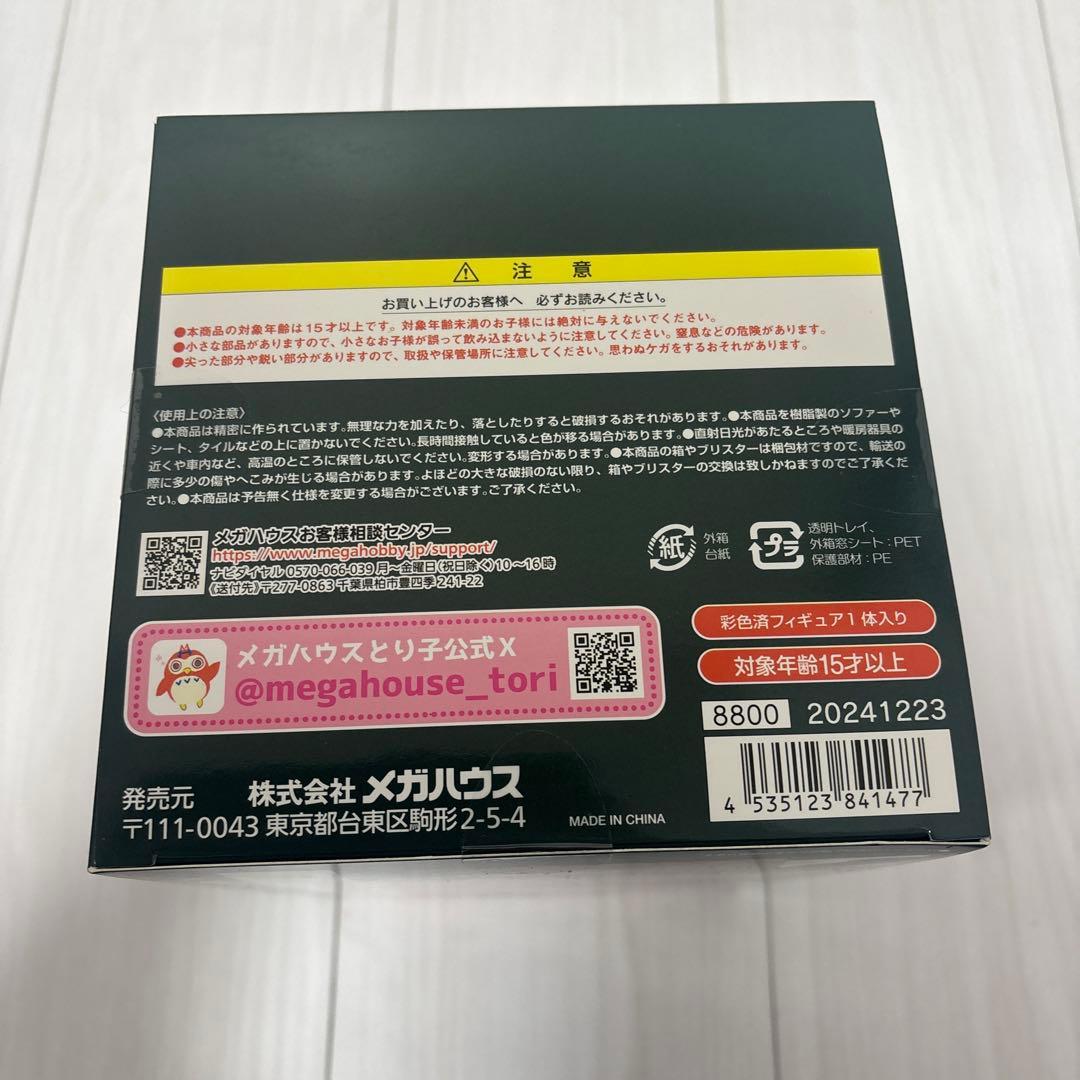 ⚠ 注 意
お買い上げのお客様へ 必ずお読みください。
●本商品の対象年齢は15才以上です。対象年齢未満のお子様には絶対に与えないでください。
●小さな部品がありますので、小さなお子様が誤って飲み込まないように注意してください。窒息などの危険があります。
●尖った部分や鋭い部分がありますので、取扱や保管場所に注意してください。思わぬケガをするおそれがあります。
〈使用上の注意〉
●本商品は精密に作られています。無理な力を加えたり、落としたりすると破損するおそれがあります。●本商品を樹脂製のソファーや
シート、タイルなどの上に置かないでください。長時間接触していると色が移る場合があります。●直射日光があたるところや暖房器具の
近くや車内など、高温のところに保管しないでください。変形する場合があります。●本商品の箱やブリスターは梱包材ですので、輸送の
際に多少の傷やへこみが生じる場合があります。よほどの大きな破損のない限り、箱やブリスターの交換は致しかねますのでご了承くだ
さい。●本商品は予告無く仕様を変更する場合がございます。ご了承ください。
メガハウスお客様相談センター
https://www.megahobby.jp/support/
ナビダイヤル 0570-066-039 月～金曜日(祝日除く)10～16時
《送付先》〒277-0863 千葉県柏市豊四季 241-22
紙
外箱
台紙
プラ
透明トレイ、
外箱窓シート：PET
保護部材：PE
メガハウスとり子公式X
@megahouse_tori
彩色済フィギュア1体入り
対象年齢15才以上
8800 20241223
4 535123 841477
発売元 株式会社 メガハウス
〒111-0043 東京都台東区駒形2-5-4
MADE IN CHINA